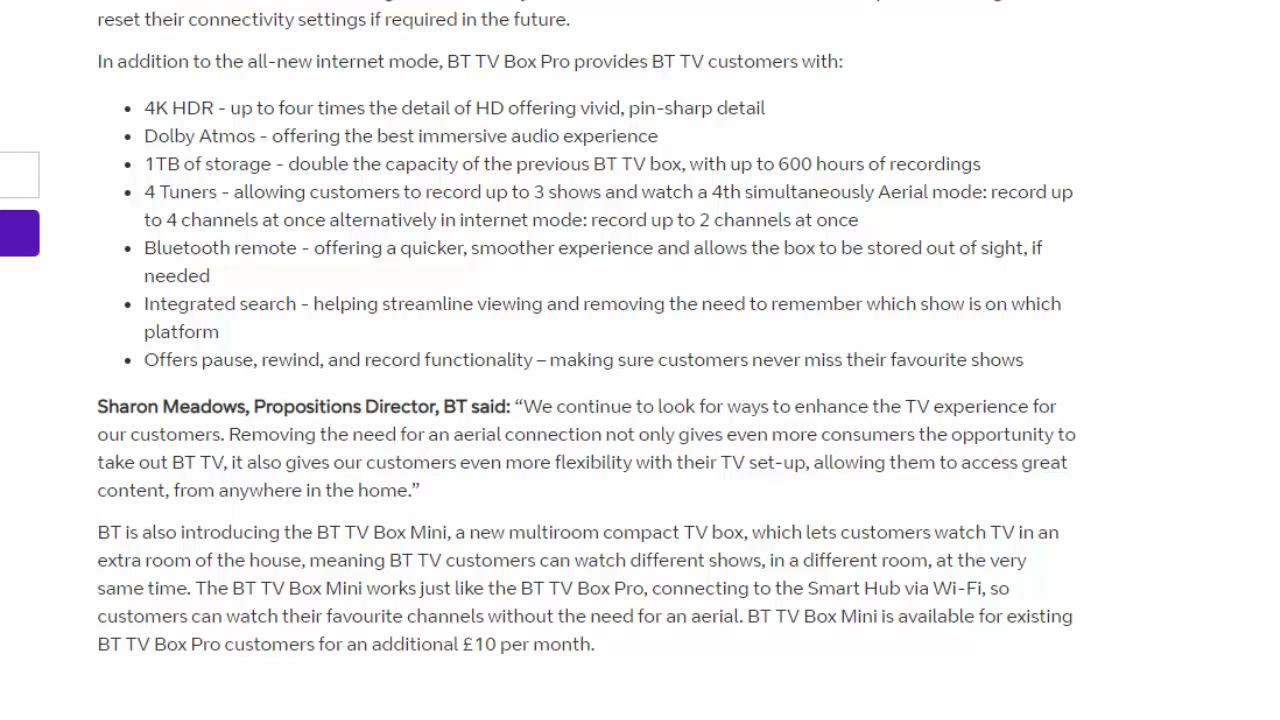 reset their connectivity settings if required in the future.
In addition to the all-new internet mode, BT TV Box Pro provides BT TV customers with:
• 4K HDR - up to four times the detail of HD offering vivid, pin-sharp detail
• Dolby Atmos - offering the best immersive audio experience
• 1TB of storage - double the capacity of the previous BT TV box, with up to 600 hours of recordings
• 4 Tuners - allowing customers to record up to 3 shows and watch a 4th simultaneously Aerial mode: record up
to 4 channels at once alternatively in internet mode: record up to 2 channels at once
• Bluetooth remote - offering a quicker, smoother experience and allows the box to be stored out of sight, if
needed
• Integrated search - helping streamline viewing and removing the need to remember which show is on which
platform
• Offers pause, rewind, and record functionality – making sure customers never miss their favourite shows
Sharon Meadows, Propositions Director, BT said: “We continue to look for ways to enhance the TV experience for
our customers. Removing the need for an aerial connection not only gives even more consumers the opportunity to
take out BT TV, it also gives our customers even more flexibility with their TV set-up, allowing them to access great
content, from anywhere in the home.”
BT is also introducing the BT TV Box Mini, a new multiroom compact TV box, which lets customers watch TV in an
extra room of the house, meaning BT TV customers can watch different shows, in a different room, at the very
same time. The BT TV Box Mini works just like the BT TV Box Pro, connecting to the Smart Hub via Wi-Fi, so
customers can watch their favourite channels without the need for an aerial. BT TV Box Mini is available for existing
BT TV Box Pro customers for an additional £10 per month.